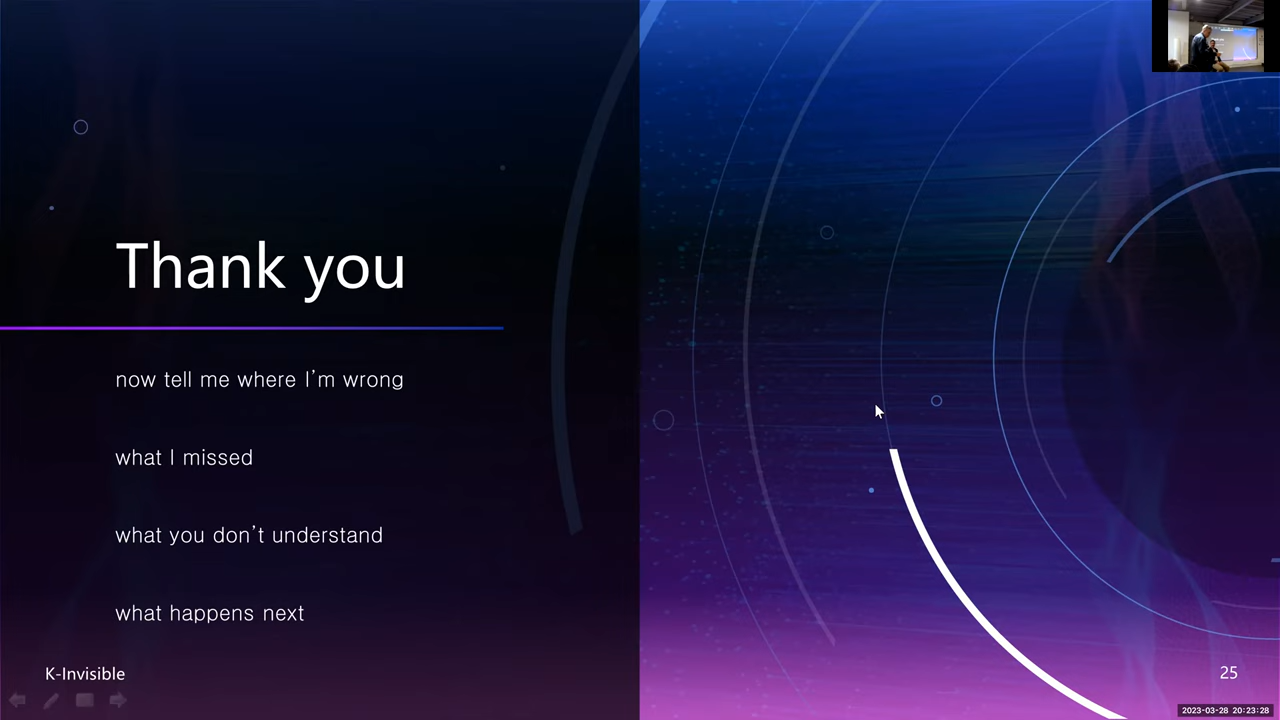 Thank you
now tell me where I'm wrong
what I missed
what you don't understand
what happens next
K-Invisible
25
2023-03-28 20:23:28